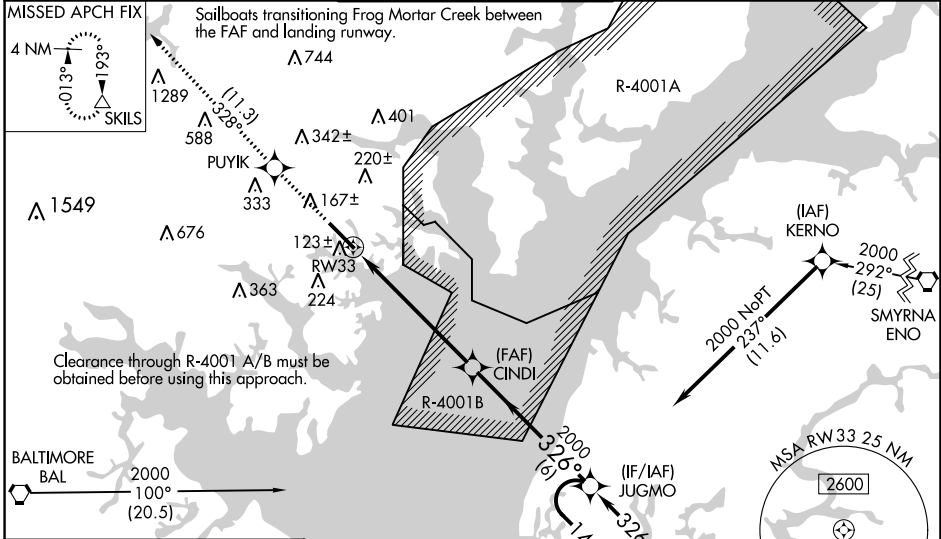 MISSED APCH FIX
4 NM
013°
193°
SKILS
Sailboats transitioning Frog Mortar Creek between
the FAF and landing runway.
744
1289
(11.3)
328°
588
401
342±
R-4001A
PUYIK
220±
333
167±
1549
676
123±
RW33
363
224
(IAF)
KERNO
2000
292°
(25)
SMYRNA
ENO
2000 NoPT
237°
(11.6)
Clearance through R-4001 A/B must be
obtained before using this approach.
(FAF)
CINDI
R-4001B
2000
326°
(6)
(IF/IAF)
JUGMO
326
14
BALTIMORE
BAL
2000
100°
(20.5)
MSA RW33 25 NM
2600